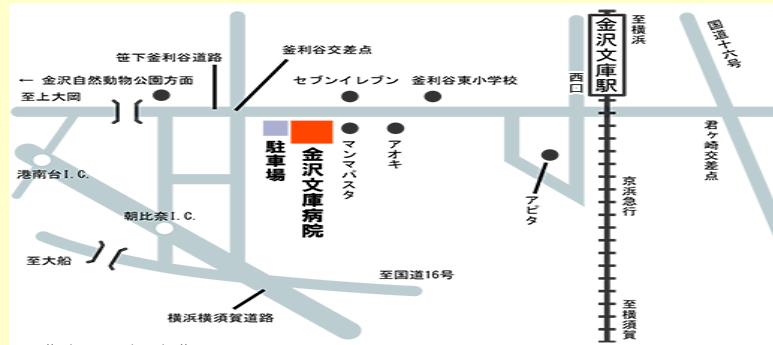 笹下釜利谷道路
釜利谷交差点
金沢文庫駅
至横浜
国道十六号
← 金沢自然動物公園方面
至上大岡
セブンイレブン
釜利谷東小学校
西口
駐車場
金沢文庫病院
マンマパスタ
アオキ
アピタ
君ヶ崎交差点
京浜急行
港南台I.C.
朝比奈I.C.
至大船
至国道16号
横浜横須賀道路
至横須賀